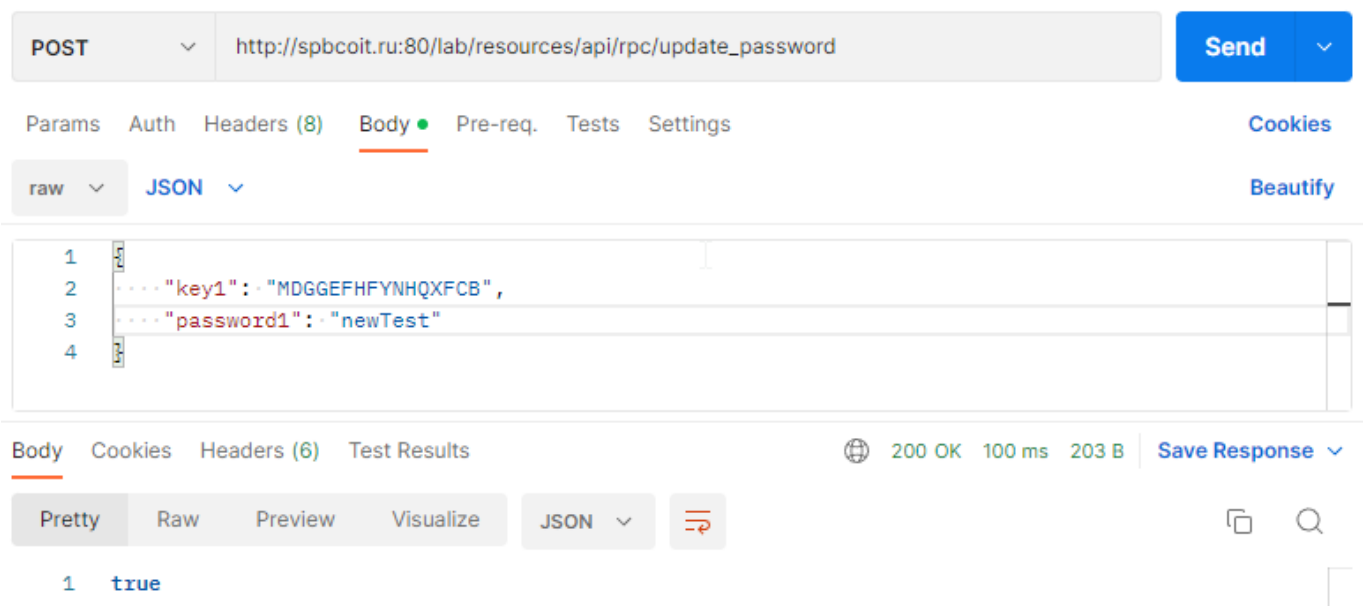 POST http://spbcoit.ru:80/lab/resources/api/rpc/update_password Send
Params Auth Headers (8) Body Pre-req. Tests Settings Cookies
raw JSON Beautify
1 {
2 "key1": "MDGGEFHFYNHQXFCB",
3 "password1": "newTest"
4 }
Body Cookies Headers (6) Test Results 200 OK 100 ms 203 B Save Response
Pretty Raw Preview Visualize JSON
1 true